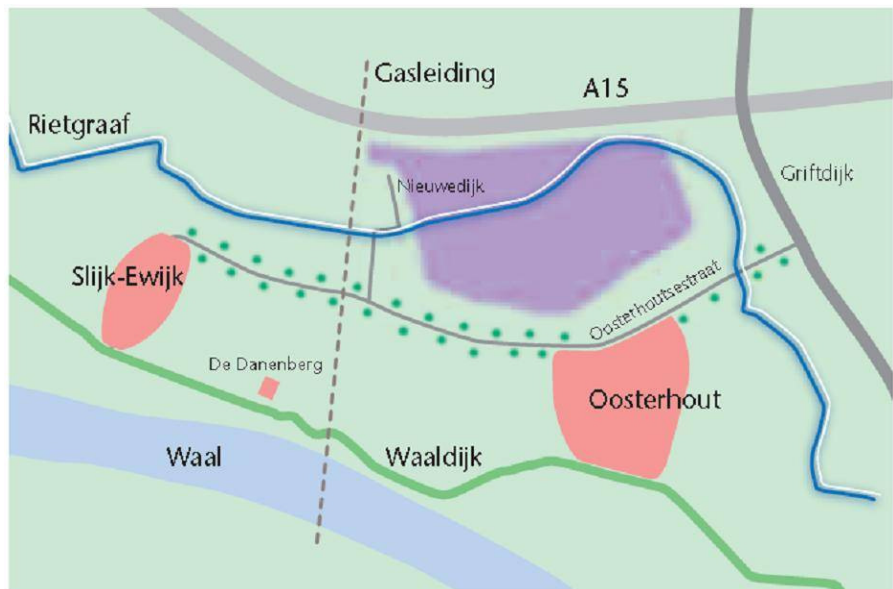 Gasleiding
A15
Rietgraaf
Griftdijk
Nieuwedijk
Slijk-Ewijk
Oosterhoutsestraat
De Danenberg
Oosterhout
Waal
Waaldijk